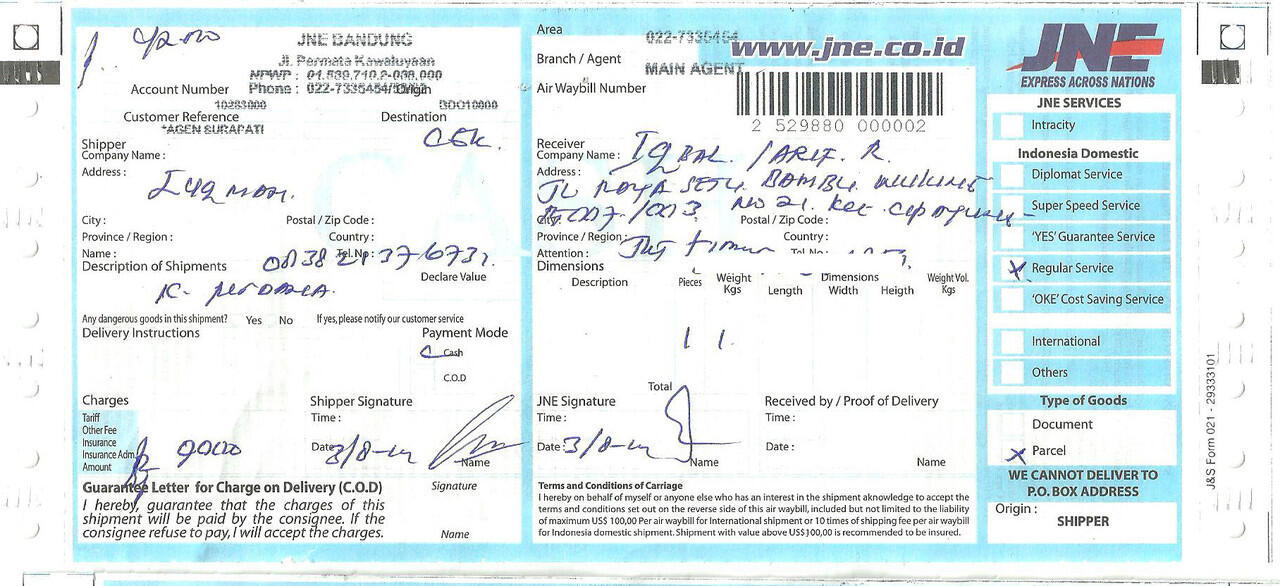 JNE BANDUNG
Jl. Permata Kawaluyaan
NPWP : 01.539.710.2-038.000
Account Number
Phone : 022-7335454
Origin
10283000
BDO10000
Customer Reference
Destination
*AGEN SURAPATI
CGK.
Shipper
Company Name :
Address :
Luqman.
City :
Postal / Zip Code :
Province / Region :
Country :
Name :
Tel. No :
Description of Shipments
Declare Value
Any dangerous goods in this shipment? Yes No If yes, please notify our customer service
Delivery Instructions
Payment Mode
Cash
C.O.D
Charges
Tariff
Other Fee
Insurance
Insurance Adm.
Amount
9000
Shipper Signature
Time :
Date : 3/8-
Name
Guarantee Letter for Charge on Delivery (C.O.D)
I hereby, guarantee that the charges of this
shipment will be paid by the consignee. If the
consignee refuse to pay, I will accept the charges.
Signature
Name
Area
022-7335454
Branch / Agent
MAIN AGENT
www.jne.co.id
Air Waybill Number
2 529880 000002
Receiver
Company Name : IQBAL. / ARIF. R.
Address :
JL RAYA SETU BAMBU
No 21. Kec
City :
Postal / Zip Code :
Province / Region :
Country :
Attention :
Jkt timur
Tel. No :
Dimensions
Description
Pieces
Weight
Kgs
Length
Dimensions
Width
Heigth
Weight Vol.
Kgs
1 1.
Total
JNE Signature
Time :
Date : 3/8-
Name
Received by / Proof of Delivery
Time :
Date :
Name
Terms and Conditions of Carriage
I hereby on behalf of myself or anyone else who has an interest in the shipment aknowledge to accept the
terms and conditions set out on the reverse side of this air waybill, included but not limited to the liability
of maximum US$ 100,00 Per air waybill for International shipment or 10 times of shipping fee per air waybill
for Indonesia domestic shipment. Shipment with value above US$100,00 is recommended to be insured.
JNE
EXPRESS ACROSS NATIONS
JNE SERVICES
Intracity
Indonesia Domestic
Diplomat Service
Super Speed Service
'YES' Guarantee Service
X Regular Service
'OKE' Cost Saving Service
International
Others
Type of Goods
Document
X Parcel
WE CANNOT DELIVER TO
P.O. BOX ADDRESS
Origin :
SHIPPER
J&S Form 021 - 29333101